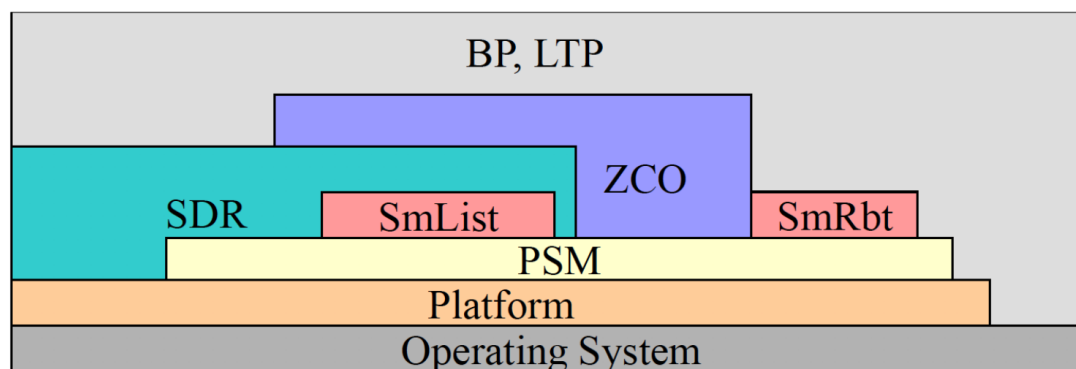 BP, LTP
ZCO
SDR
SmList
SmRbt
PSM
Platform
Operating System